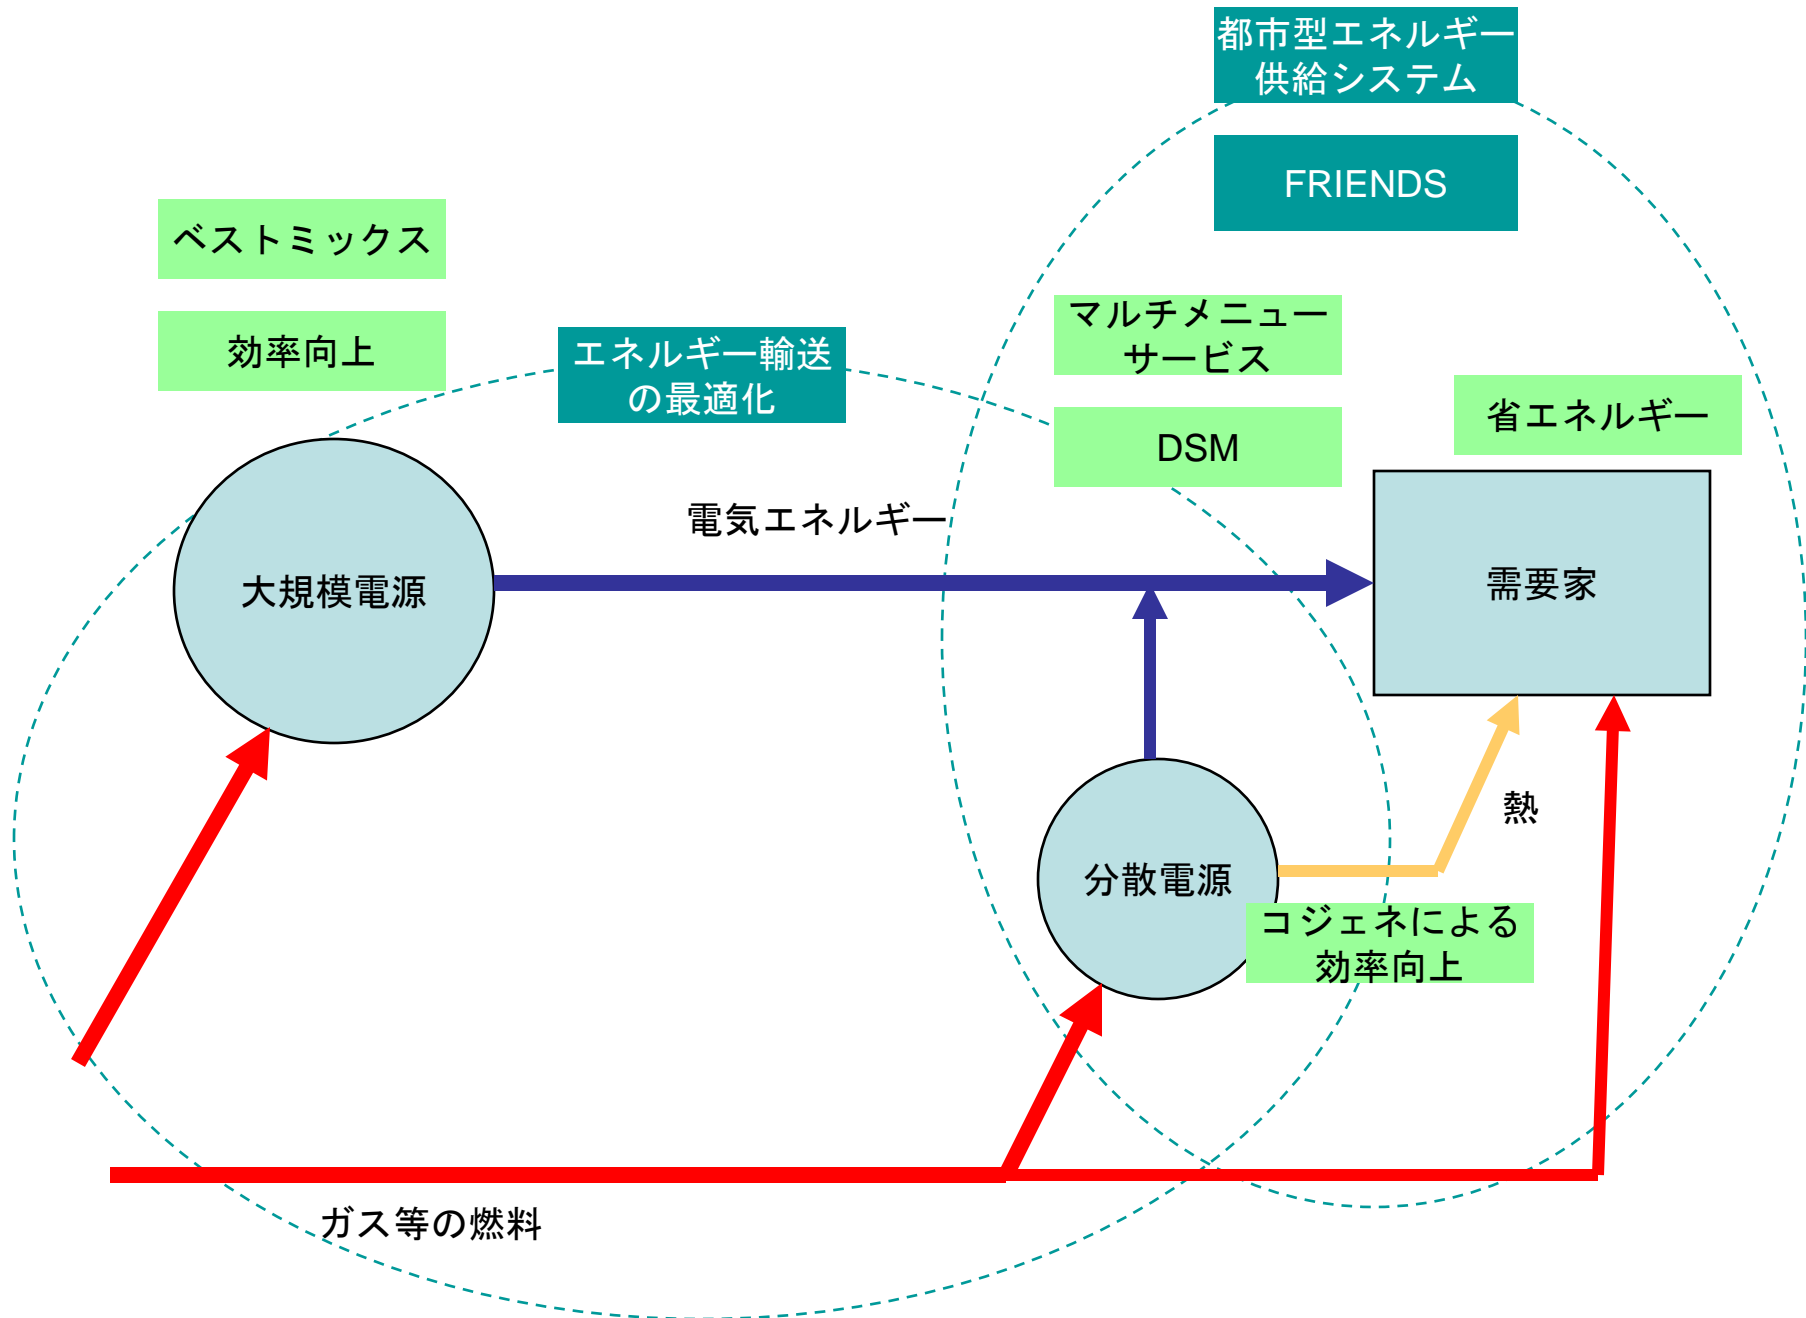 都市型エネルギー
供給システム
FRIENDS
ベストミックス
効率向上
エネルギー輸送
の最適化
マルチメニュー
サービス
DSM
省エネルギー
電気エネルギー
大規模電源
需要家
熱
分散電源
コジェネによる
効率向上
ガス等の燃料